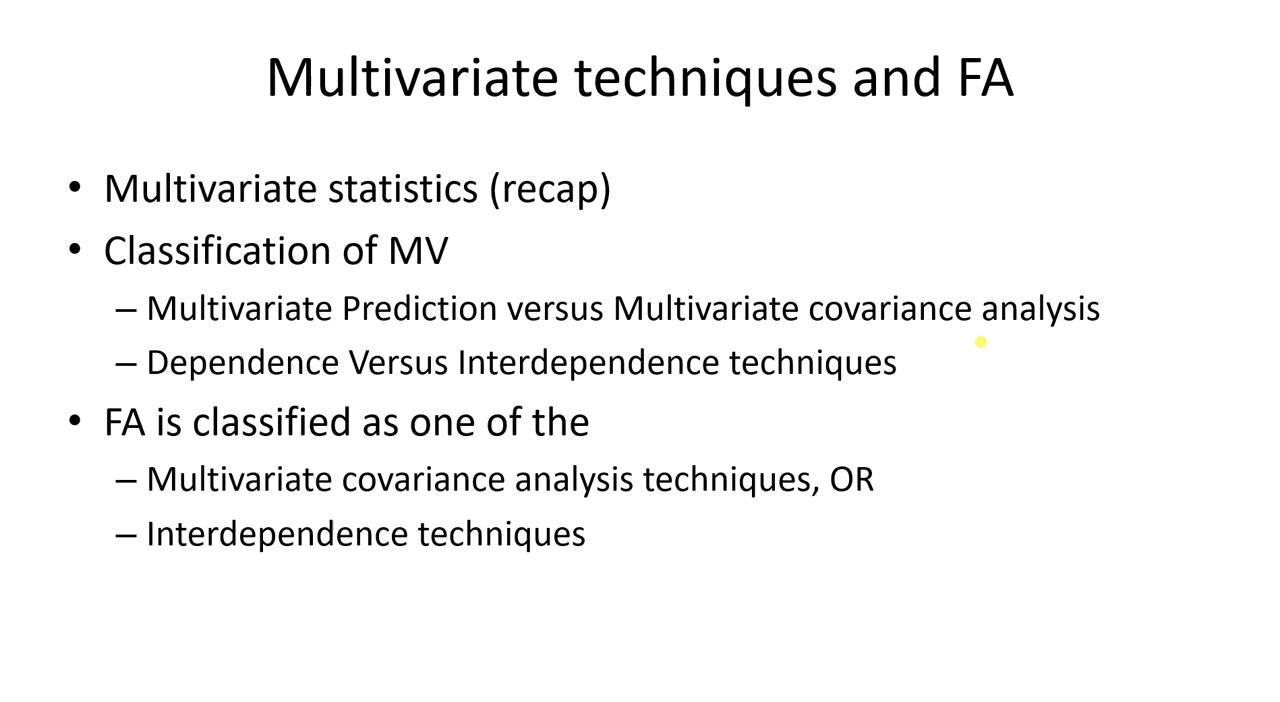 Multivariate techniques and FA
• Multivariate statistics (recap)
• Classification of MV
– Multivariate Prediction versus Multivariate covariance analysis
– Dependence Versus Interdependence techniques
• FA is classified as one of the
– Multivariate covariance analysis techniques, OR
– Interdependence techniques